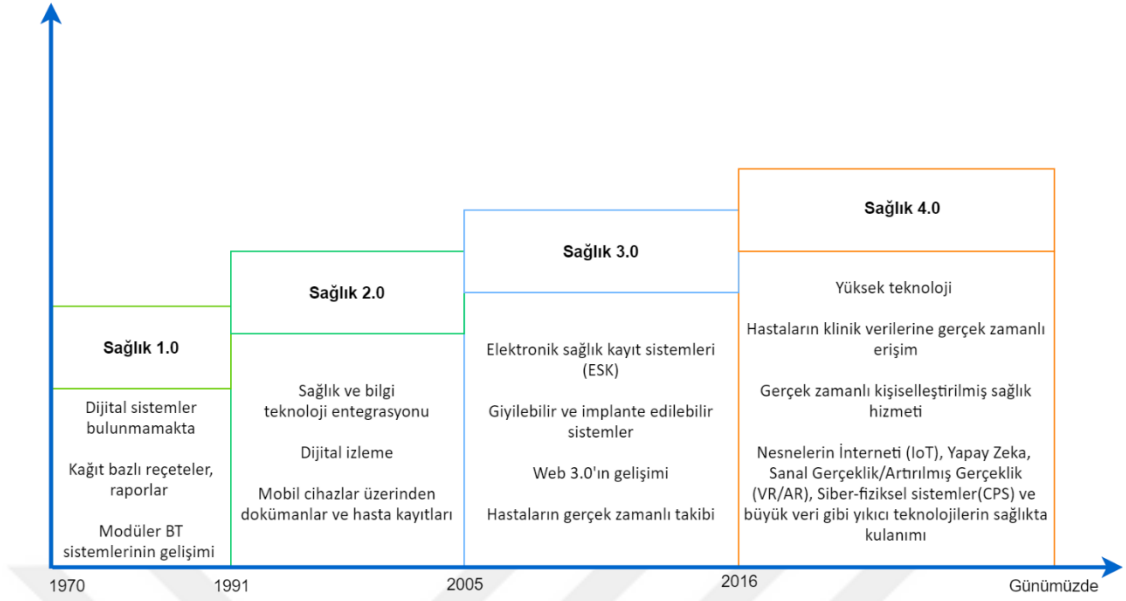 Sağlık 1.0
Dijital sistemler
bulunmamakta
Kağıt bazlı reçeteler,
raporlar
Modüler BT
sistemlerinin gelişimi
Sağlık 2.0
Sağlık ve bilgi
teknoloji entegrasyonu
Dijital izleme
Mobil cihazlar üzerinden
dokümanlar ve hasta kayıtları
Sağlık 3.0
Elektronik sağlık kayıt sistemleri
(ESK)
Giyilebilir ve implante edilebilir
sistemler
Web 3.0'ın gelişimi
Hastaların gerçek zamanlı takibi
Sağlık 4.0
Yüksek teknoloji
Hastaların klinik verilerine gerçek zamanlı
erişim
Gerçek zamanlı kişiselleştirilmiş sağlık
hizmeti
Nesnelerin İnterneti (IoT), Yapay Zeka,
Sanal Gerçeklik/Artırılmış Gerçeklik
(VR/AR), Siber-fiziksel sistemler(CPS) ve
büyük veri gibi yıkıcı teknolojilerin sağlıkta
kulanımı
1970
1991
2005
2016
Günümüzde